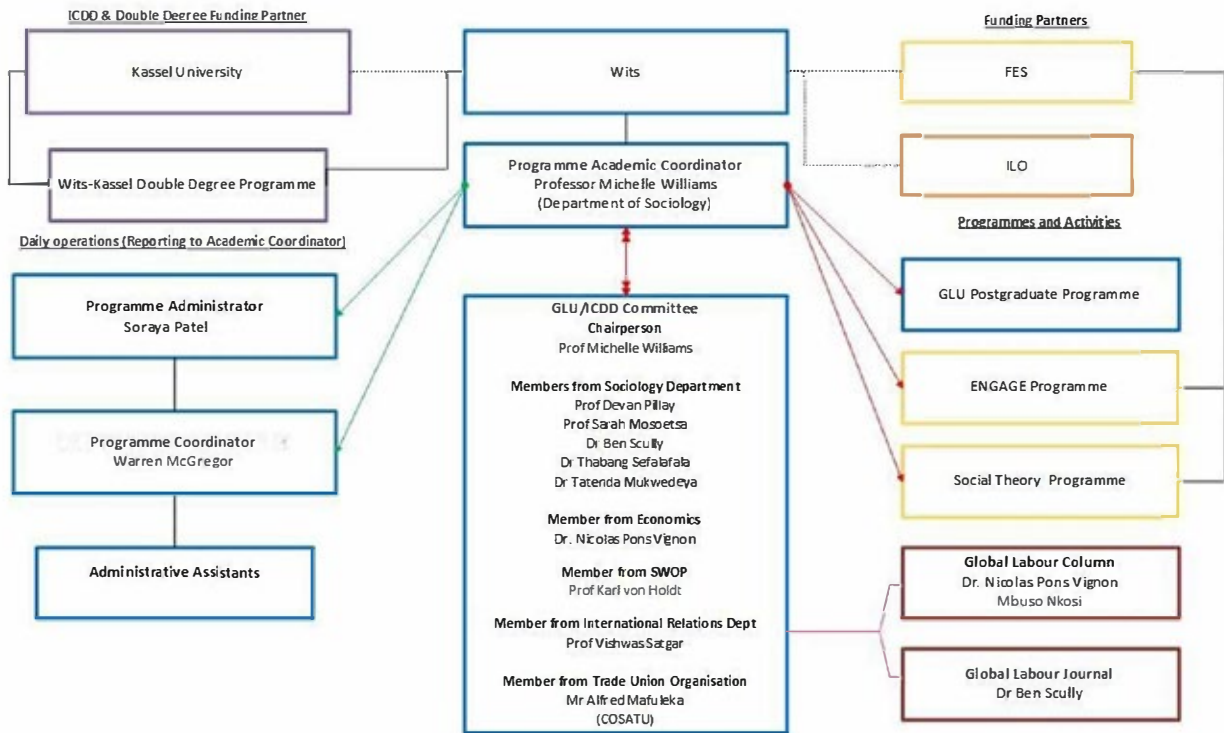 ICDD & Double Degree Funding Partner
Kassel University
Wits-Kassel Double Degree Programme
Daily operations (Reporting to Academic Coordinator)
Programme Administrator
Soraya Patel
Programme Coordinator
Warren McGregor
Administrative Assistants
Wits
Programme Academic Coordinator
Professor Michelle Williams
(Department of Sociology)
GLU/ICDD Committee
Chairperson
Prof Michelle Williams
Members from Sociology Department
Prof Devan Pillay
Prof Sarah Mosoetsa
Dr Ben Scully
Dr Thabang Sefalafala
Dr Tatenda Mukwedeya
Member from Economics
Dr. Nicolas Pons Vignon
Member from SWOP
Prof Karl von Holdt
Member from International Relations Dept
Prof Vishwas Satgar
Member from Trade Union Organisation
Mr Alfred Mafuleka
(COSATU)
Funding Partners
FES
ILO
Programmes and Activities
GLU Postgraduate Programme
ENGAGE Programme
Social Theory Programme
Global Labour Column
Dr. Nicolas Pons Vignon
Mbuso Nkosi
Global Labour Journal
Dr Ben Scully